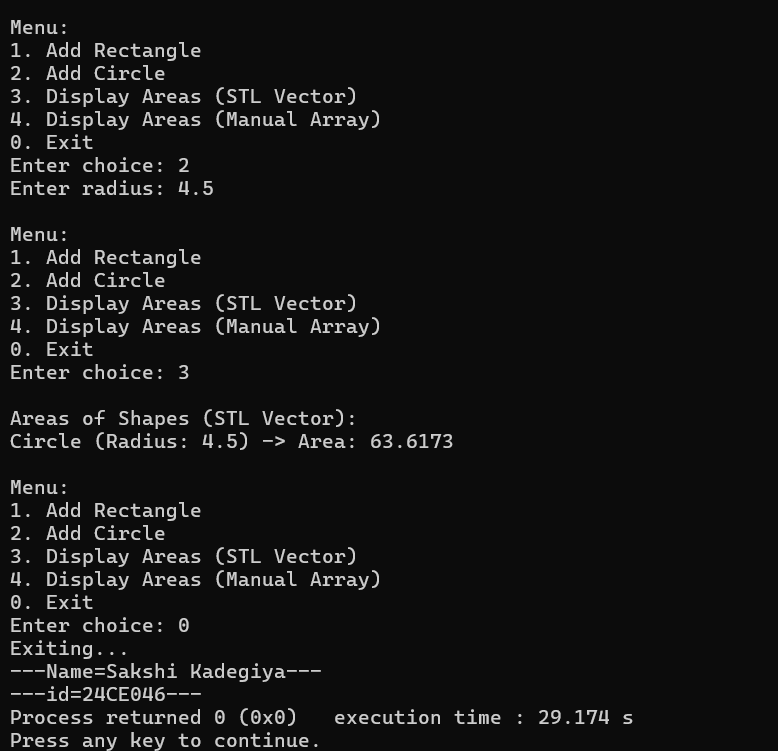 Menu:
1. Add Rectangle
2. Add Circle
3. Display Areas (STL Vector)
4. Display Areas (Manual Array)
0. Exit
Enter choice: 2
Enter radius: 4.5
Menu:
1. Add Rectangle
2. Add Circle
3. Display Areas (STL Vector)
4. Display Areas (Manual Array)
0. Exit
Enter choice: 3
Areas of Shapes (STL Vector):
Circle (Radius: 4.5) -> Area: 63.6173
Menu:
1. Add Rectangle
2. Add Circle
3. Display Areas (STL Vector)
4. Display Areas (Manual Array)
0. Exit
Enter choice: 0
Exiting...
---Name=Sakshi Kadegiya---
---id=24CE046---
Process returned 0 (0x0)   execution time : 29.174 s
Press any key to continue.